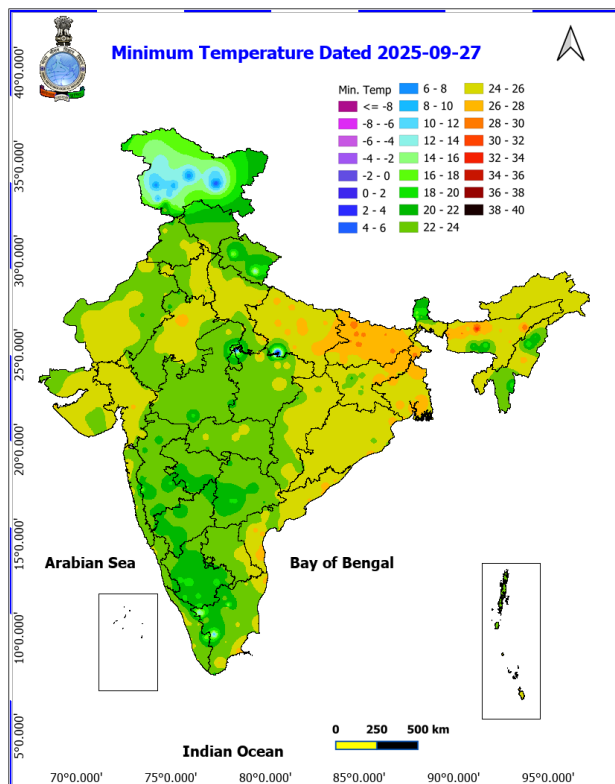 Minimum Temperature Dated 2025-09-27
Min. Temp
<= -8
-8 - -6
-6 - -4
-4 - -2
-2 - 0
0 - 2
2 - 4
4 - 6
6 - 8
8 - 10
10 - 12
12 - 14
14 - 16
16 - 18
18 - 20
20 - 22
22 - 24
24 - 26
26 - 28
28 - 30
30 - 32
32 - 34
34 - 36
36 - 38
38 - 40
40°0.000'
35°0.000'
30°0.000'
25°0.000'
20°0.000'
15°0.000'
10°0.000'
5°0.000'
Arabian Sea
Bay of Bengal
0 250 500 km
Indian Ocean
70°0.000' 75°0.000' 80°0.000' 85°0.000' 90°0.000' 95°0.000'